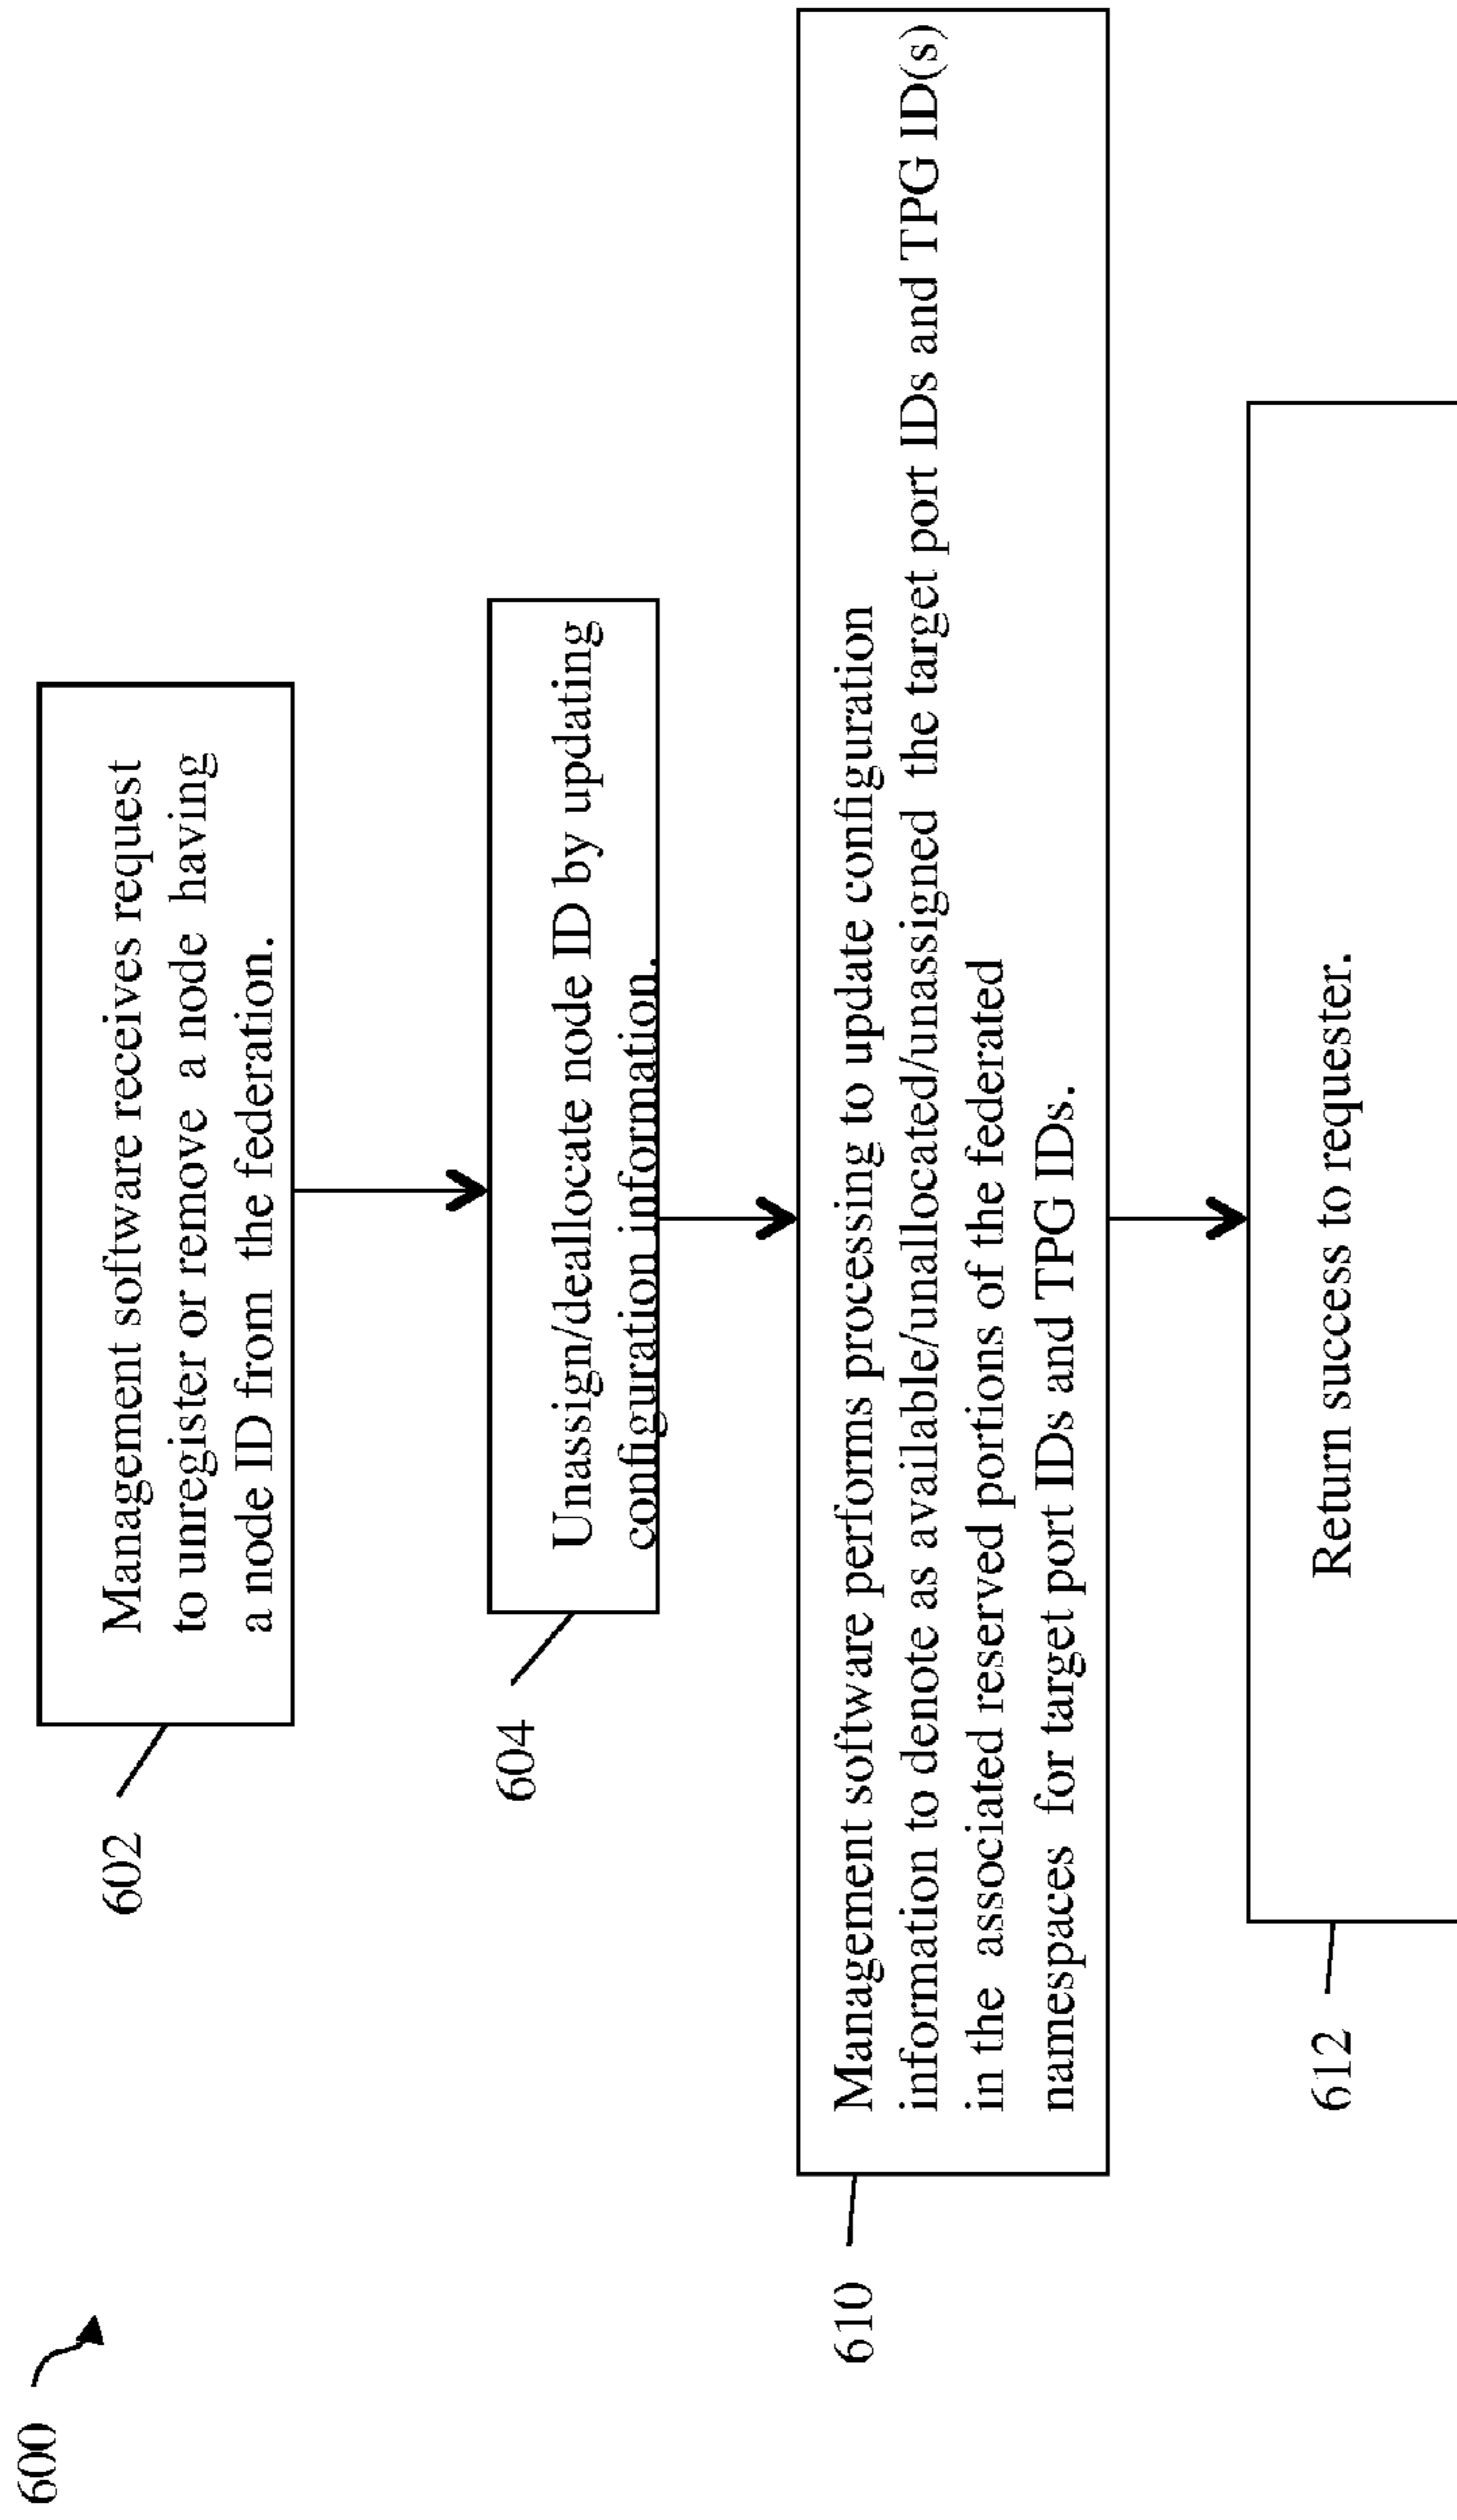 600
602
Management software receives request
to unregister or remove a node having
a node ID from the federation.
604
Unassign/deallocate node ID by updating
configuration information.
610
Management software performs processing to update configuration
information to denote as available/unallocated/unassigned the target port IDs and TPG ID(s)
in the associated reserved portions of the federated
namespaces for target port IDs and TPG IDs.
612
Return success to requester.